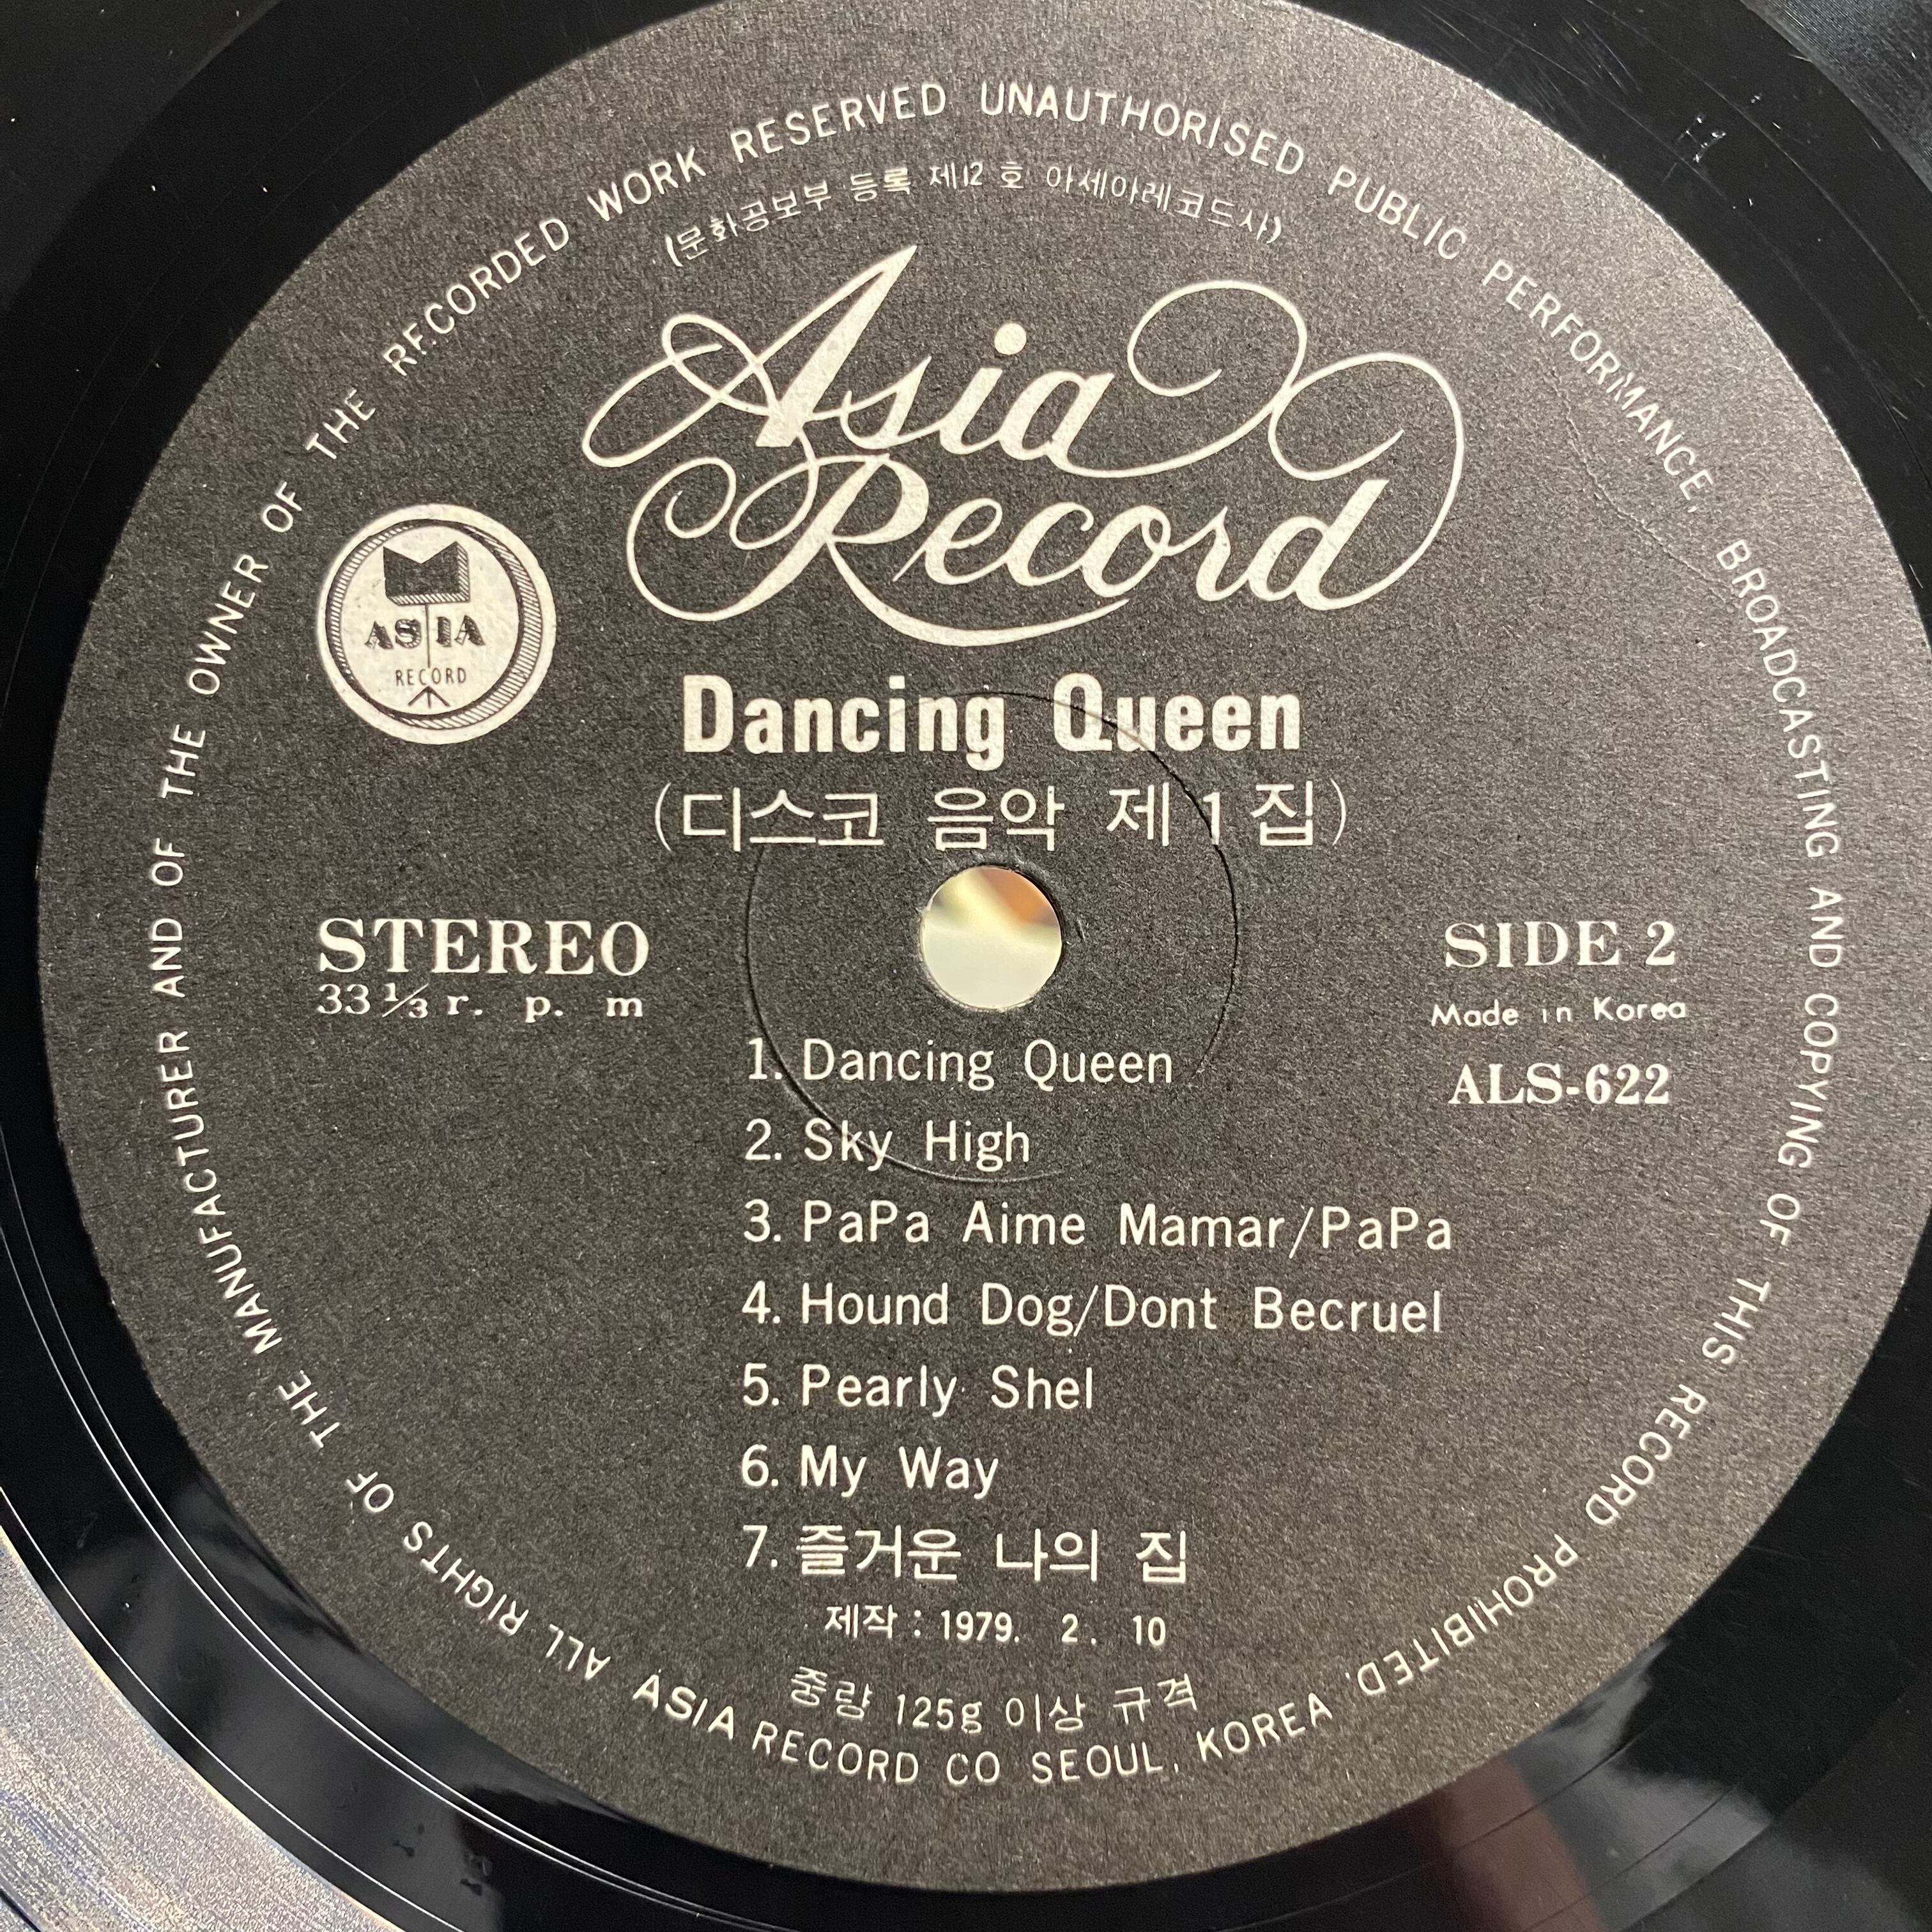 ALL RIGHTS OF THE MANUFACTURER AND OF THE OWNER OF THE RECORDED WORK RESERVED UNAUTHORISED PUBLIC PERFORMANCE, BROADCASTING AND COPYING OF THIS RECORD PROHIBITED.
(문화공보부 등록 제12 호 아세아레코드사)
Asia
Record
ASIA
RECORD
Dancing Queen
(디스코 음악 제 1 집)
STEREO
33 1/3 r. p. m
SIDE 2
Made in Korea
ALS-622
1. Dancing Queen
2. Sky High
3. PaPa Aime Mamar/PaPa
4. Hound Dog/Dont Becruel
5. Pearly Shel
6. My Way
7. 즐거운 나의 집
제작 : 1979. 2. 10
중량 125g 이상 규격
ASIA RECORD CO SEOUL, KOREA